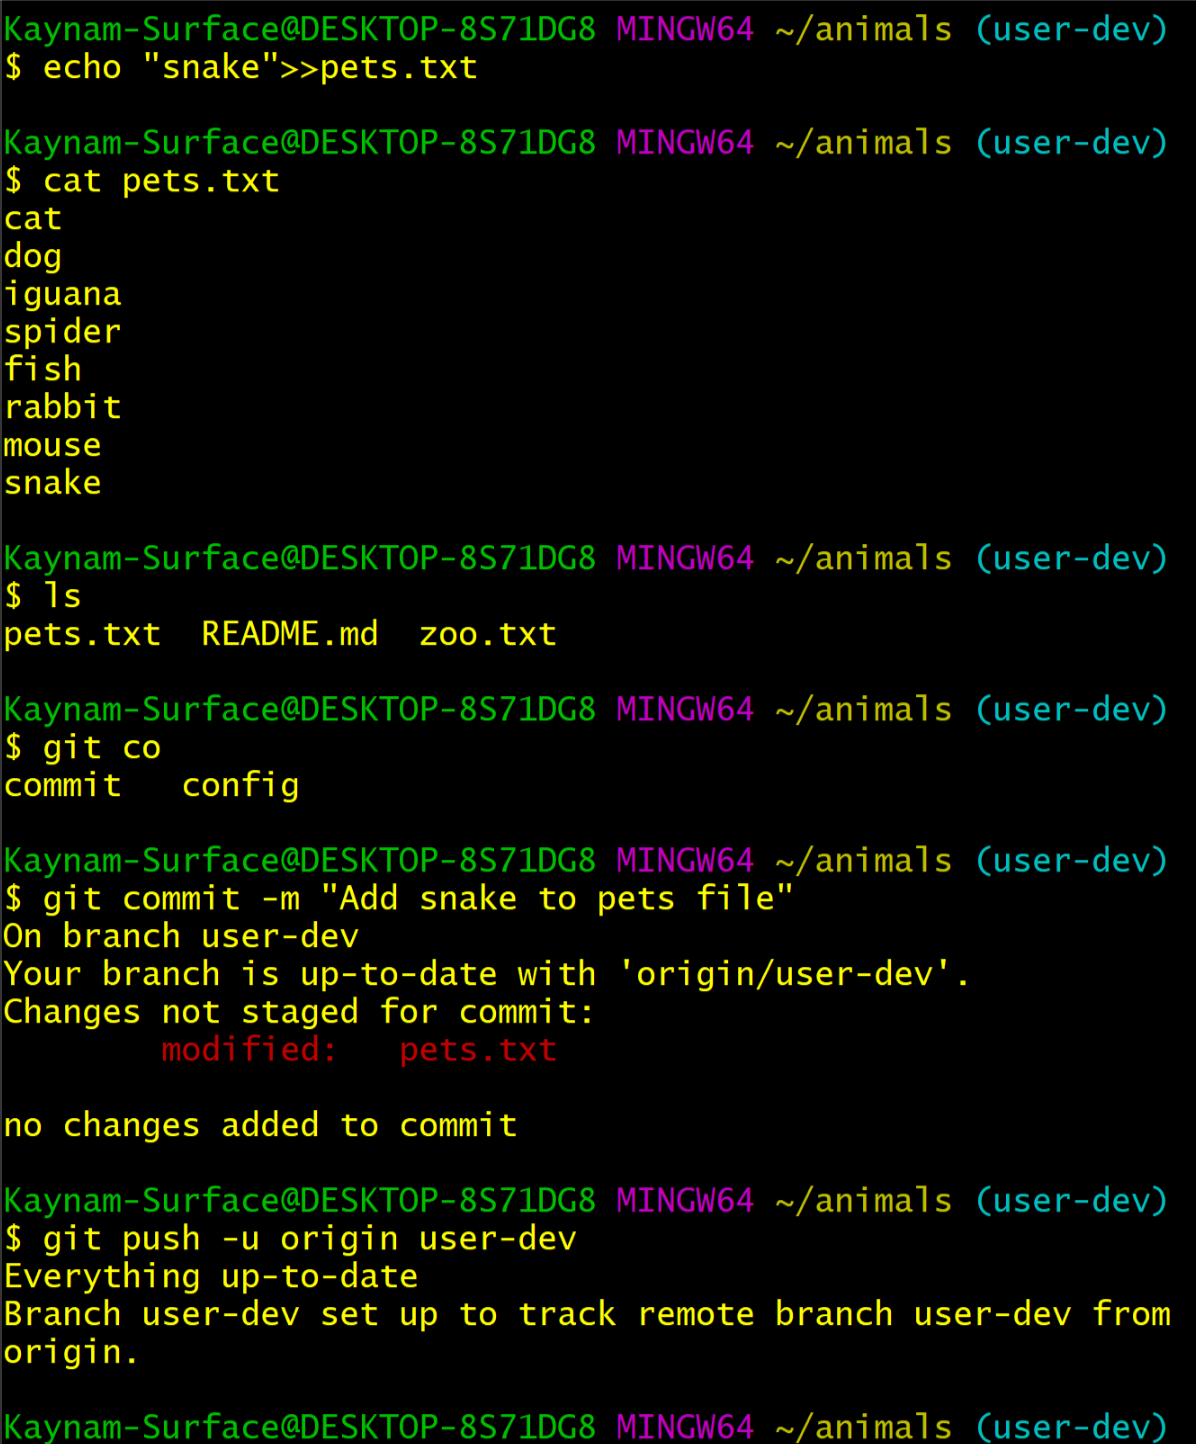 Kaynam-Surface@DESKTOP-8S71DG8 MINGW64 ~/animals (user-dev)
$ echo "snake">>pets.txt
Kaynam-Surface@DESKTOP-8S71DG8 MINGW64 ~/animals (user-dev)
$ cat pets.txt
cat
dog
iguana
spider
fish
rabbit
mouse
snake
Kaynam-Surface@DESKTOP-8S71DG8 MINGW64 ~/animals (user-dev)
$ ls
pets.txt  README.md  zoo.txt
Kaynam-Surface@DESKTOP-8S71DG8 MINGW64 ~/animals (user-dev)
$ git co
commit   config
Kaynam-Surface@DESKTOP-8S71DG8 MINGW64 ~/animals (user-dev)
$ git commit -m "Add snake to pets file"
On branch user-dev
Your branch is up-to-date with 'origin/user-dev'.
Changes not staged for commit:
        modified:   pets.txt
no changes added to commit
Kaynam-Surface@DESKTOP-8S71DG8 MINGW64 ~/animals (user-dev)
$ git push -u origin user-dev
Everything up-to-date
Branch user-dev set up to track remote branch user-dev from
origin.
Kaynam-Surface@DESKTOP-8S71DG8 MINGW64 ~/animals (user-dev)